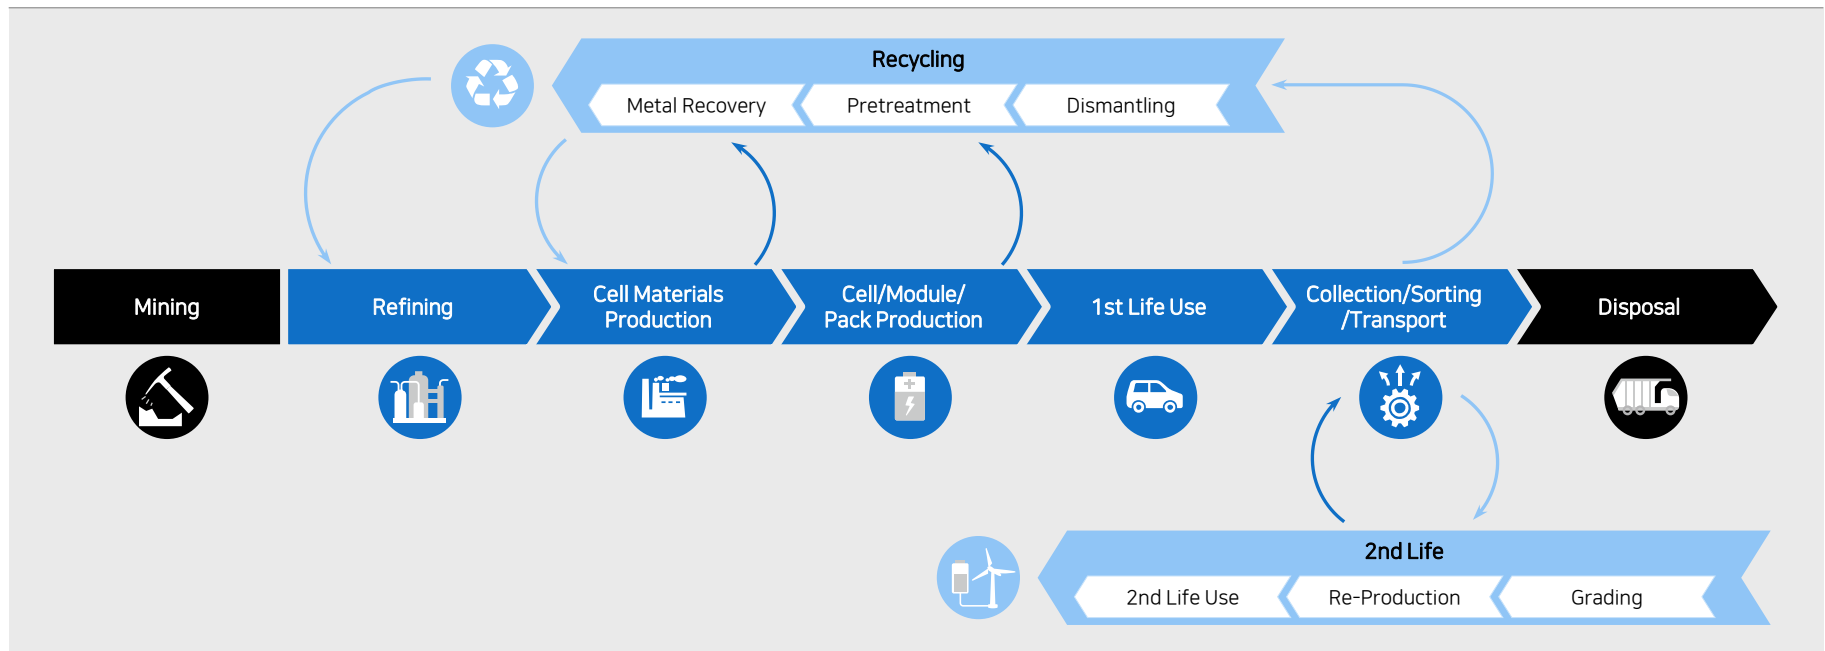 Recycling
Metal Recovery
Pretreatment
Dismantling
Mining
Refining
Cell Materials
Production
Cell/Module/
Pack Production
1st Life Use
Collection/Sorting
/Transport
Disposal
2nd Life
2nd Life Use
Re-Production
Grading